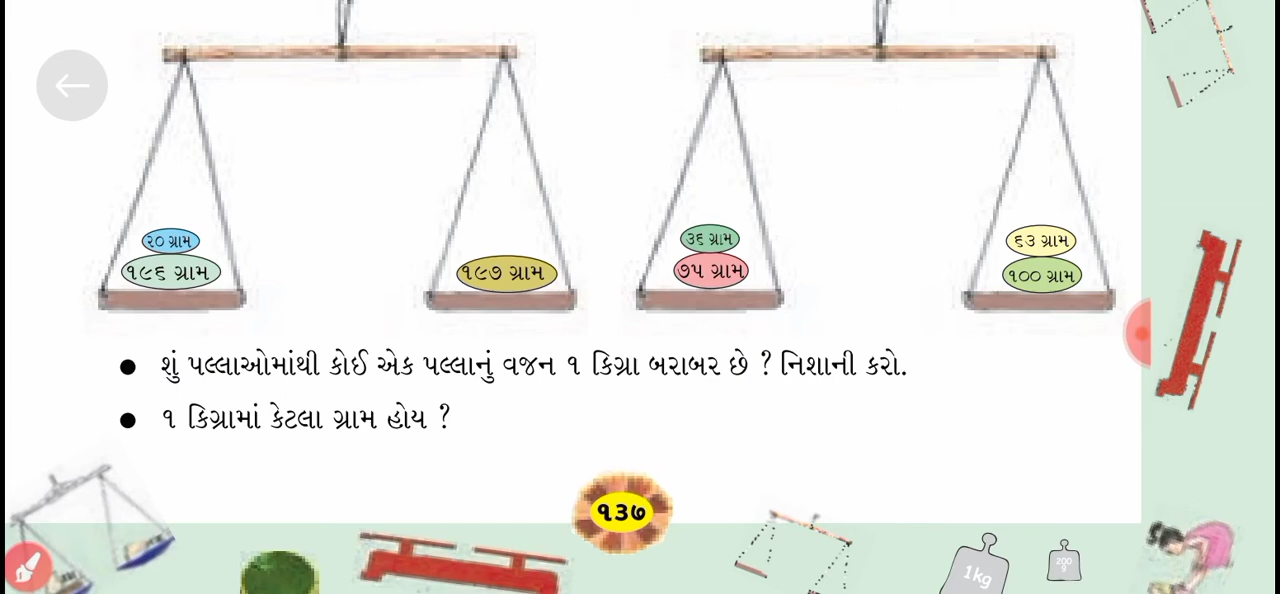 ૨૦ ગ્રામ
૧૯૬ ગ્રામ
૧૯૭ ગ્રામ
૩૬ ગ્રામ
૭૫ ગ્રામ
૬૩ ગ્રામ
૧૦૦ ગ્રામ
● શું પલ્લાઓમાંથી કોઈ એક પલ્લાનું વજન ૧ કિગ્રા બરાબર છે ? નિશાની કરો.
● ૧ કિગ્રામાં કેટલા ગ્રામ હોય ?
૧૩૭
1kg
200
g